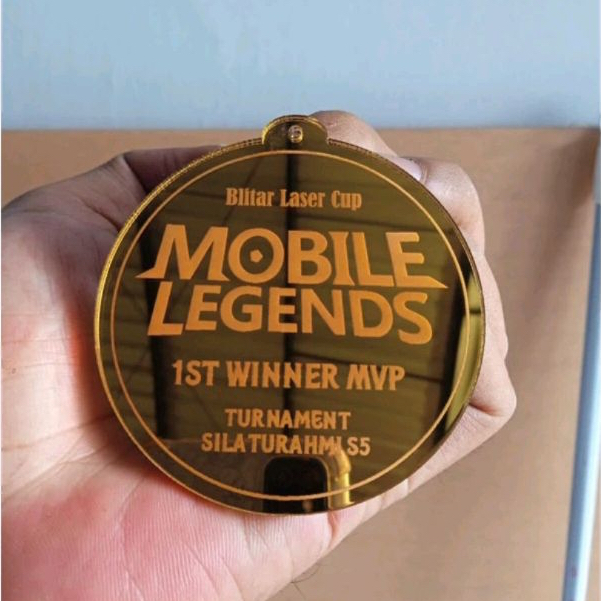 Blitar Laser Cup
MOBILE
LEGENDS
1ST WINNER MVP
TURNAMENT
SILATURAHMI S5